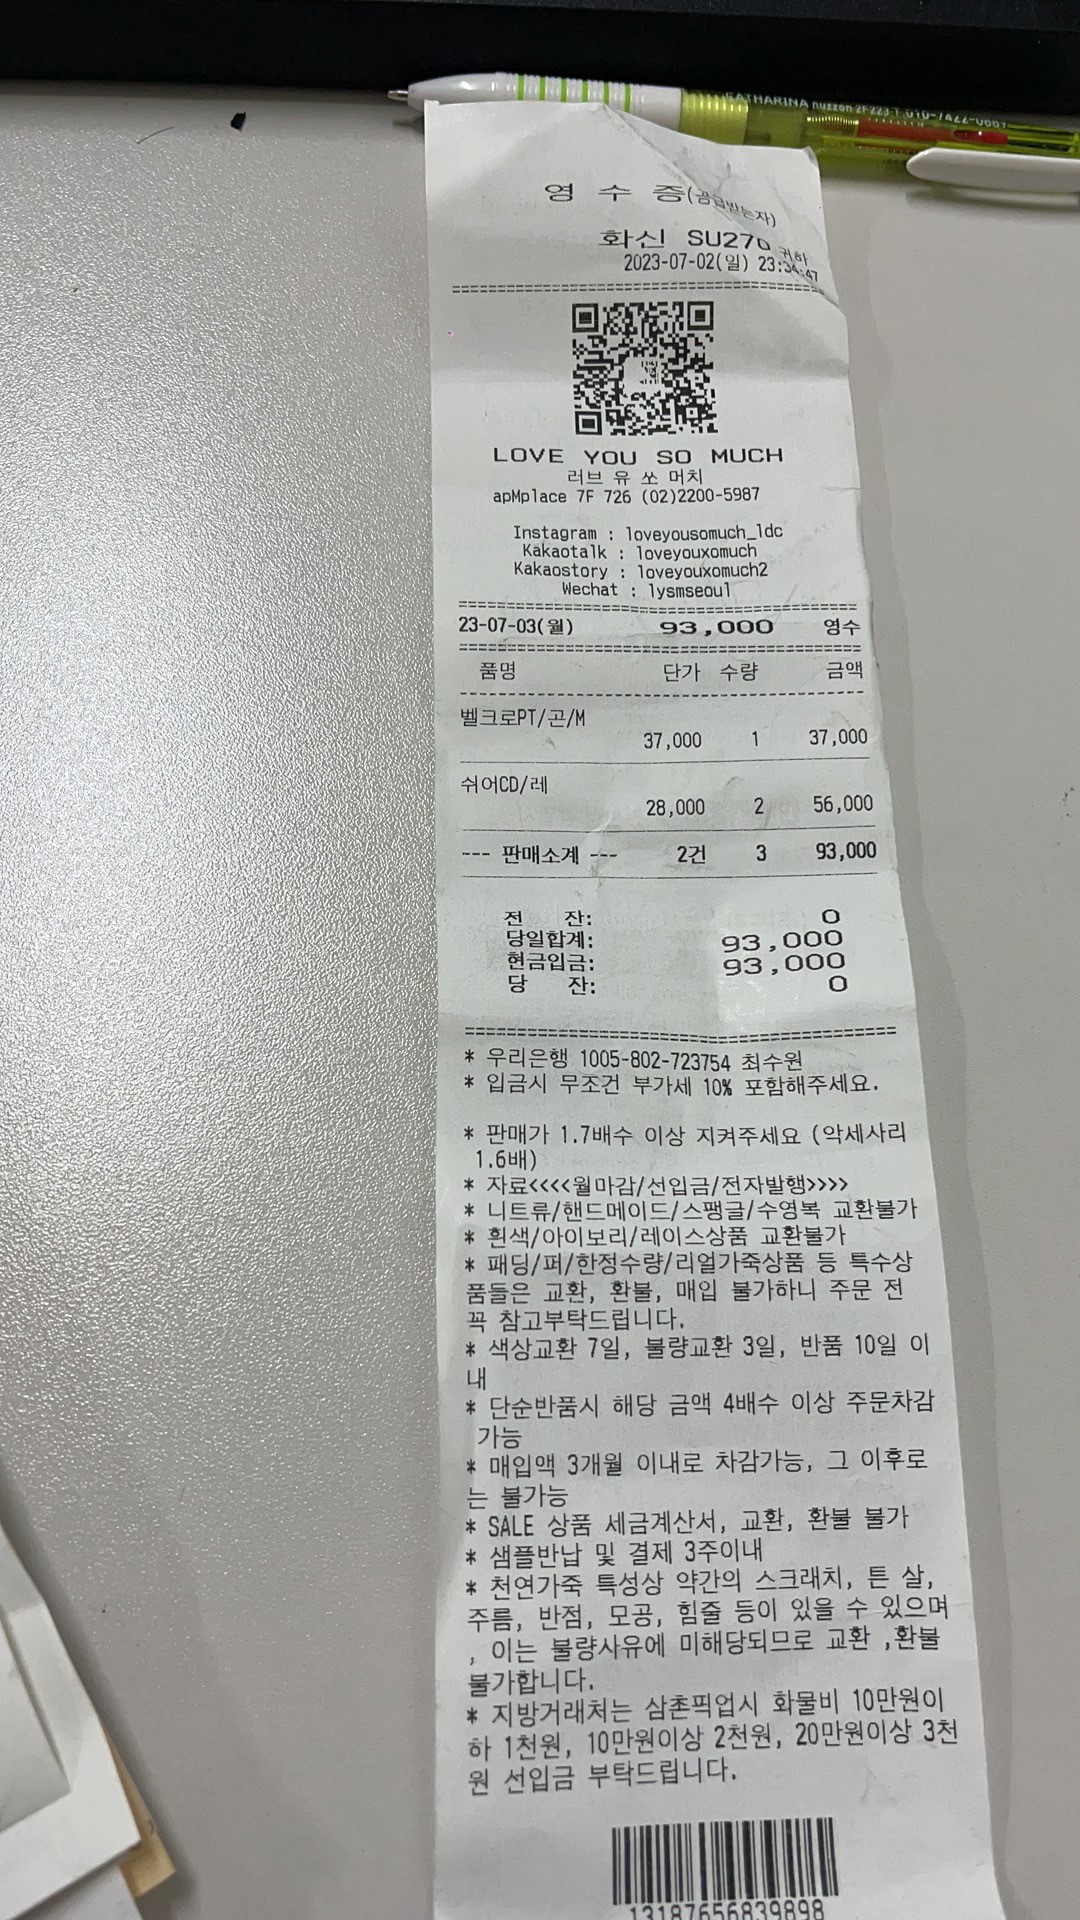 KATHARINA nuzzon 2F223 T.010-7422-0661
영 수 증(공급받는자)
화신 SU270 귀하
2023-07-02(일) 23:34:47
LOVE YOU SO MUCH
러브 유 쏘 머치
apMplace 7F 726 (02)2200-5987
Instagram : loveyousomuch_ldc
Kakaotalk : loveyouxomuch
Kakaostory : loveyouxomuch2
Wechat : lysmseoul
23-07-03(월) 93,000 영수
품명 단가 수량 금액
벨크로PT/곤/M
37,000 1 37,000
쉬어CD/레
28,000 2 56,000
--- 판매소계 --- 2건 3 93,000
전 잔: 0
당일합계: 93,000
현금입금: 93,000
당 잔: 0
* 우리은행 1005-802-723754 최수원
* 입금시 무조건 부가세 10% 포함해주세요.
* 판매가 1.7배수 이상 지켜주세요 (악세사리
1.6배)
* 자료<<<<월마감/선입금/전자발행>>>>
* 니트류/핸드메이드/스팽글/수영복 교환불가
* 흰색/아이보리/레이스상품 교환불가
* 패딩/퍼/한정수량/리얼가죽상품 등 특수상
품들은 교환, 환불, 매입 불가하니 주문 전
꼭 참고부탁드립니다.
* 색상교환 7일, 불량교환 3일, 반품 10일 이
내
* 단순반품시 해당 금액 4배수 이상 주문차감
가능
* 매입액 3개월 이내로 차감가능, 그 이후로
는 불가능
* SALE 상품 세금계산서, 교환, 환불 불가
* 샘플반납 및 결제 3주이내
* 천연가죽 특성상 약간의 스크래치, 튼 살,
주름, 반점, 모공, 힘줄 등이 있을 수 있으며
, 이는 불량사유에 미해당되므로 교환 ,환불
불가합니다.
* 지방거래처는 삼촌픽업시 화물비 10만원이
하 1천원, 10만원이상 2천원, 20만원이상 3천
원 선입금 부탁드립니다.
13187656839898